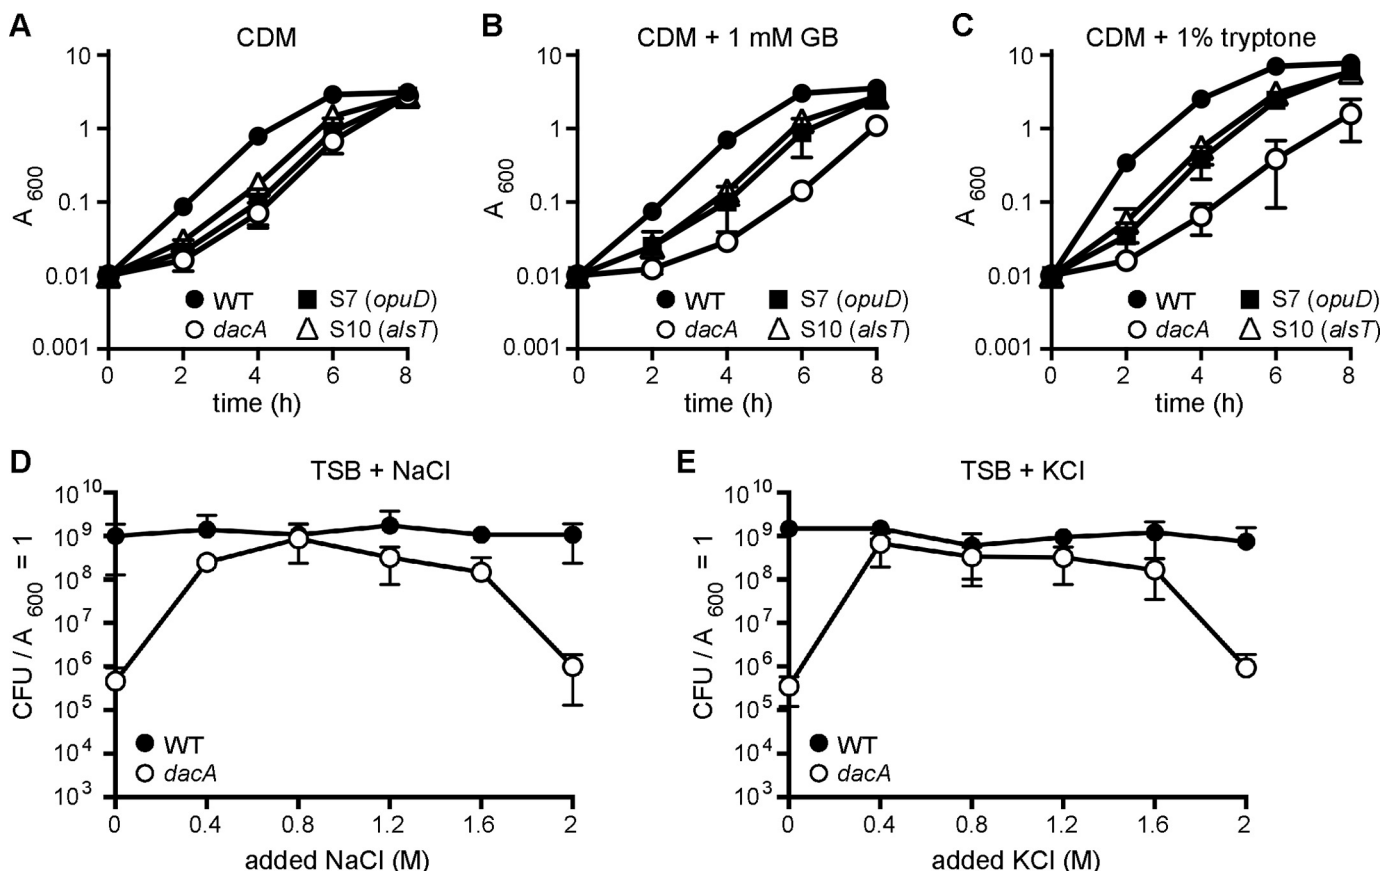 A
CDM
A 600
10
1
0.1
0.01
0.001
WT
dacA
S7 (opuD)
S10 (alsT)
0 2 4 6 8
time (h)
B
CDM + 1 mM GB
A 600
10
1
0.1
0.01
0.001
WT
dacA
S7 (opuD)
S10 (alsT)
0 2 4 6 8
time (h)
C
CDM + 1% tryptone
A 600
10
1
0.1
0.01
0.001
WT
dacA
S7 (opuD)
S10 (alsT)
0 2 4 6 8
time (h)
D
TSB + NaCl
CFU / A 600 = 1
10^10
10^9
10^8
10^7
10^6
10^5
10^4
10^3
WT
dacA
0 0.4 0.8 1.2 1.6 2
added NaCl (M)
E
TSB + KCl
CFU / A 600 = 1
10^10
10^9
10^8
10^7
10^6
10^5
10^4
10^3
WT
dacA
0 0.4 0.8 1.2 1.6 2
added KCl (M)